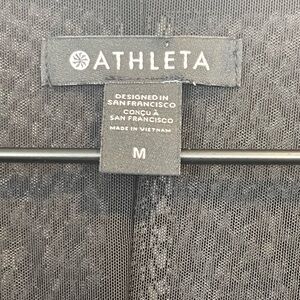 ATHLETA
DESIGNED IN
SAN FRANCISCO
CONÇU À
SAN FRANCISCO
MADE IN VIETNAM
M